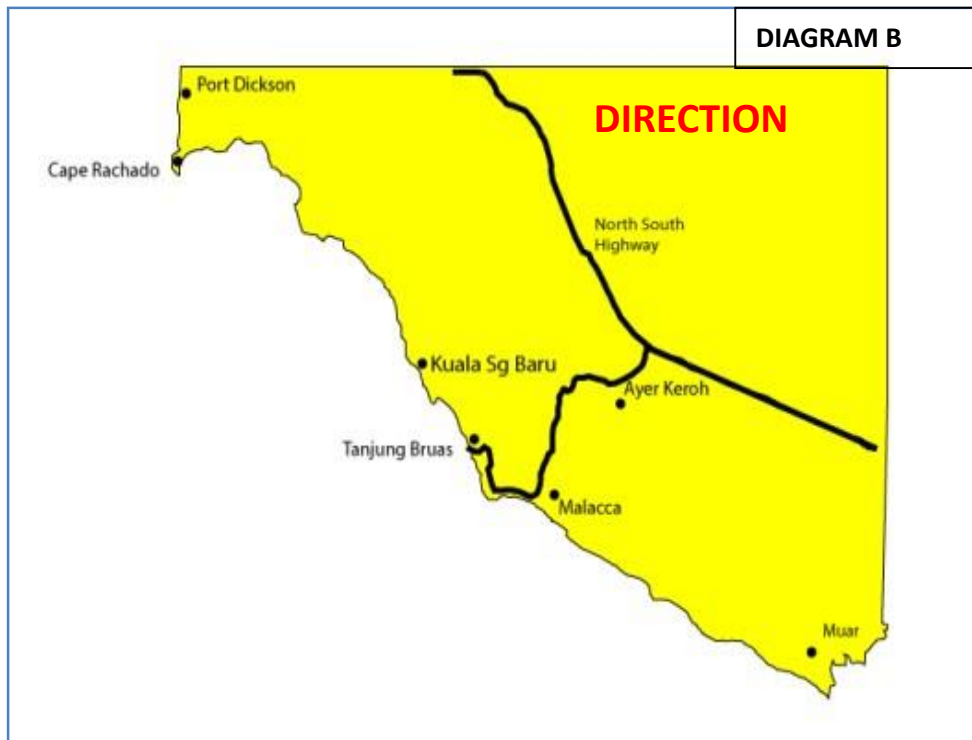 DIAGRAM B
Port Dickson
DIRECTION
Cape Rachado
North South
Highway
Kuala Sg Baru
Ayer Keroh
Tanjung Bruas
Malacca
Muar